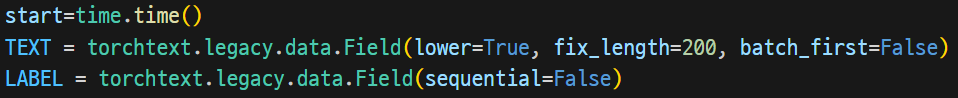 start=time.time()
TEXT = torchtext.legacy.data.Field(lower=True, fix_length=200, batch_first=False)
LABEL = torchtext.legacy.data.Field(sequential=False)